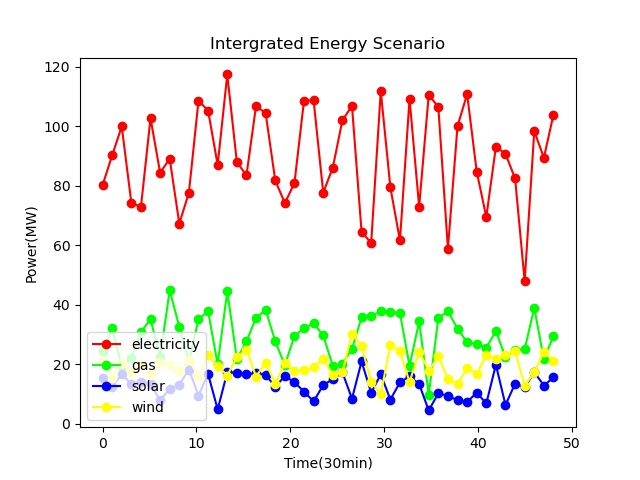 Intergrated Energy Scenario
120
100
80
60
40
20
0
Power(MW)
electricity
gas
solar
wind
0 10 20 30 40 50
Time(30min)